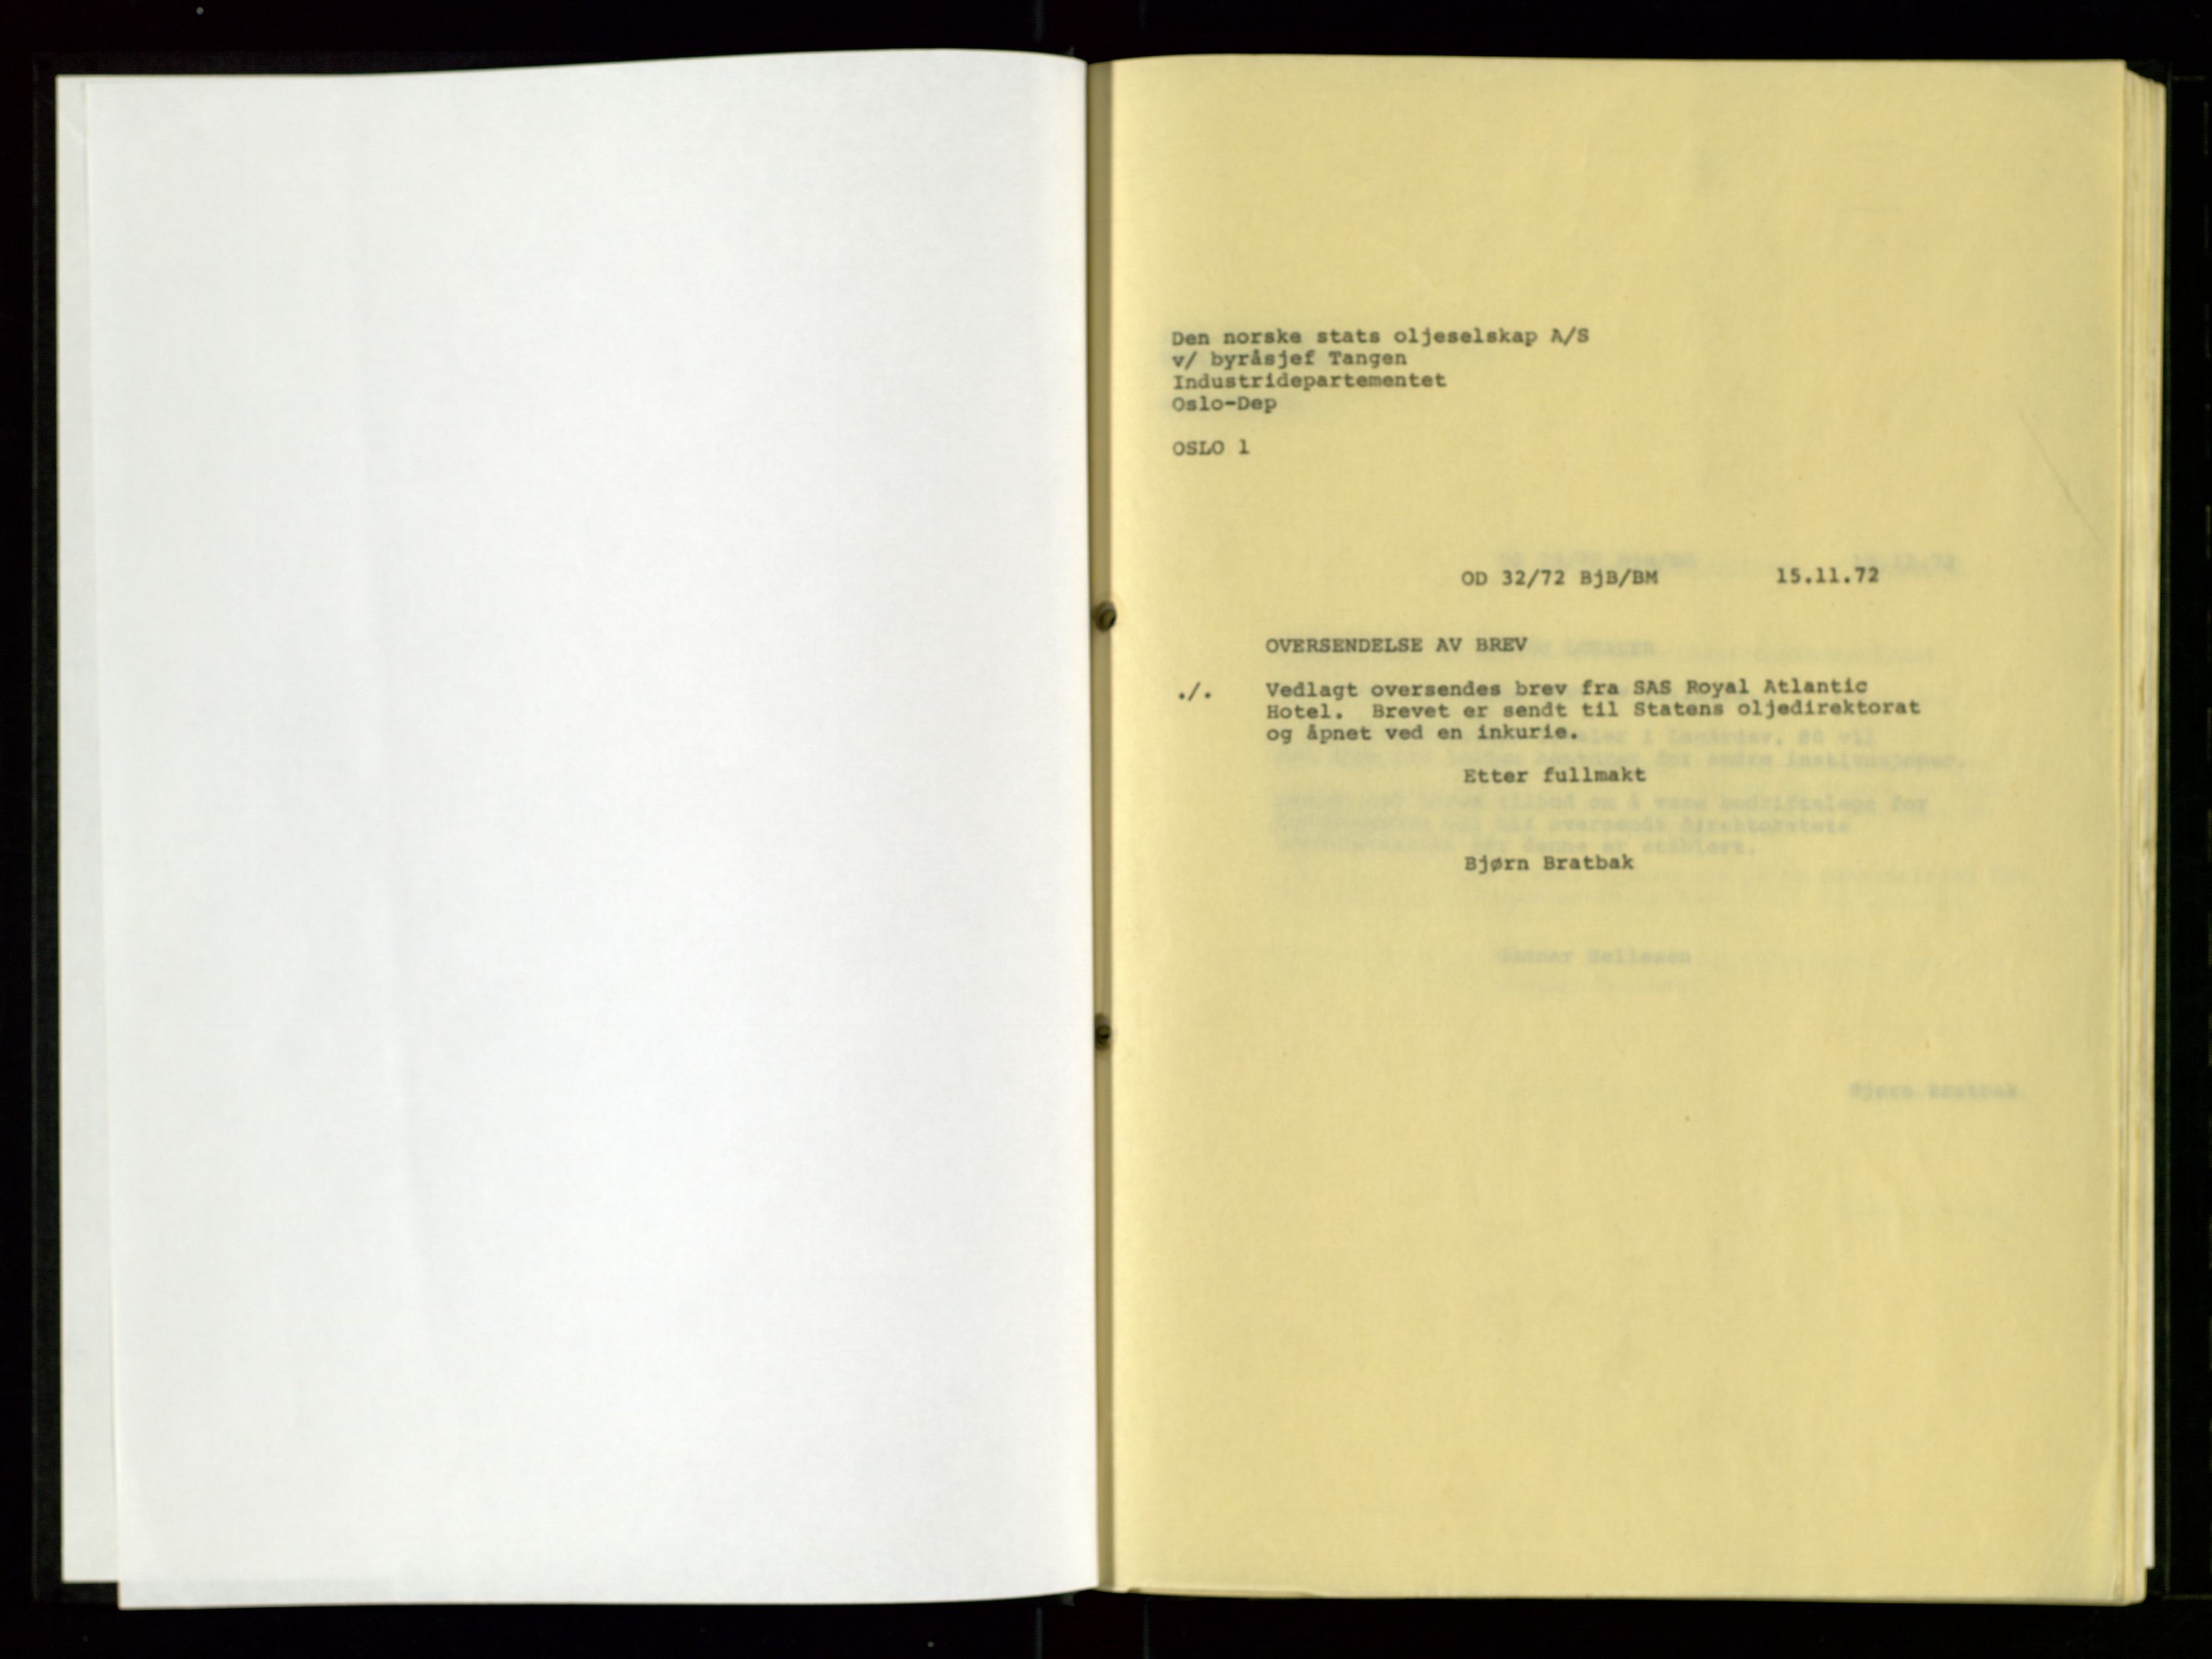 Den norske stats oljeselskap A/S
v/ byråsjef Tangen
Industridepartementet
Oslo-Dep
OSLO 1
OD 32/72 BjB/BM 15.11.72
OVERSENDELSE AV BREV
./. Vedlagt oversendes brev fra SAS Royal Atlantic
Hotel. Brevet er sendt til Statens oljedirektorat
og åpnet ved en inkurie.
Etter fullmakt
Bjørn Bratbak